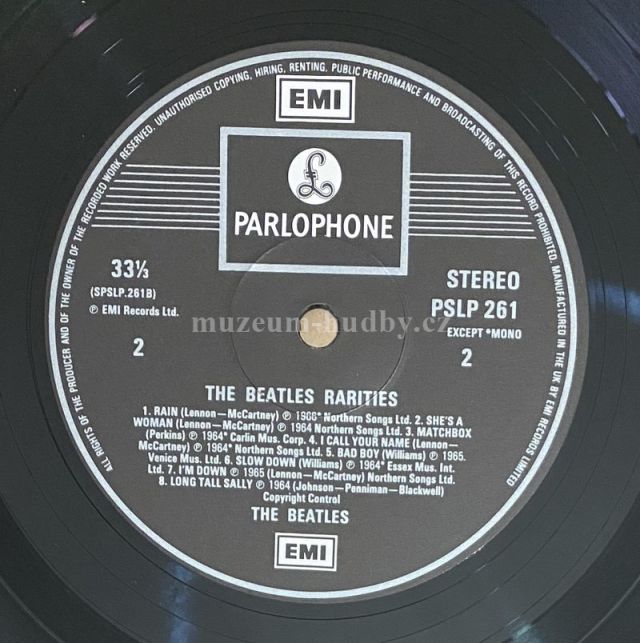 ALL RIGHTS OF THE PRODUCER AND OF THE OWNER OF THE RECORDED WORK RESERVED. UNAUTHORISED COPYING, HIRING, RENTING, PUBLIC PERFORMANCE AND BROADCASTING OF THIS RECORD PROHIBITED. MANUFACTURED IN THE UK BY EMI RECORDS LIMITED
EMI
£
PARLOPHONE
33⅓
(SPSLP.261B)
℗ EMI Records Ltd.
2
STEREO
PSLP 261
EXCEPT *MONO
2
muzeum-hudby.cz
THE BEATLES RARITIES
1. RAIN (Lennon—McCartney) ℗ 1966* Northern Songs Ltd. 2. SHE'S A
WOMAN (Lennon—McCartney) ℗ 1964 Northern Songs Ltd. 3. MATCHBOX
(Perkins) ℗ 1964* Carlin Mus. Corp. 4. I CALL YOUR NAME (Lennon—
McCartney) ℗ 1964* Northern Songs Ltd. 5. BAD BOY (Williams) ℗ 1965.
Venice Mus. Ltd. 6. SLOW DOWN (Williams) ℗ 1964* Essex Mus. Int.
Ltd. 7. I'M DOWN ℗ 1965 (Lennon—McCartney) Northern Songs Ltd.
8. LONG TALL SALLY ℗ 1964 (Johnson—Penniman—Blackwell)
Copyright Control
THE BEATLES
EMI